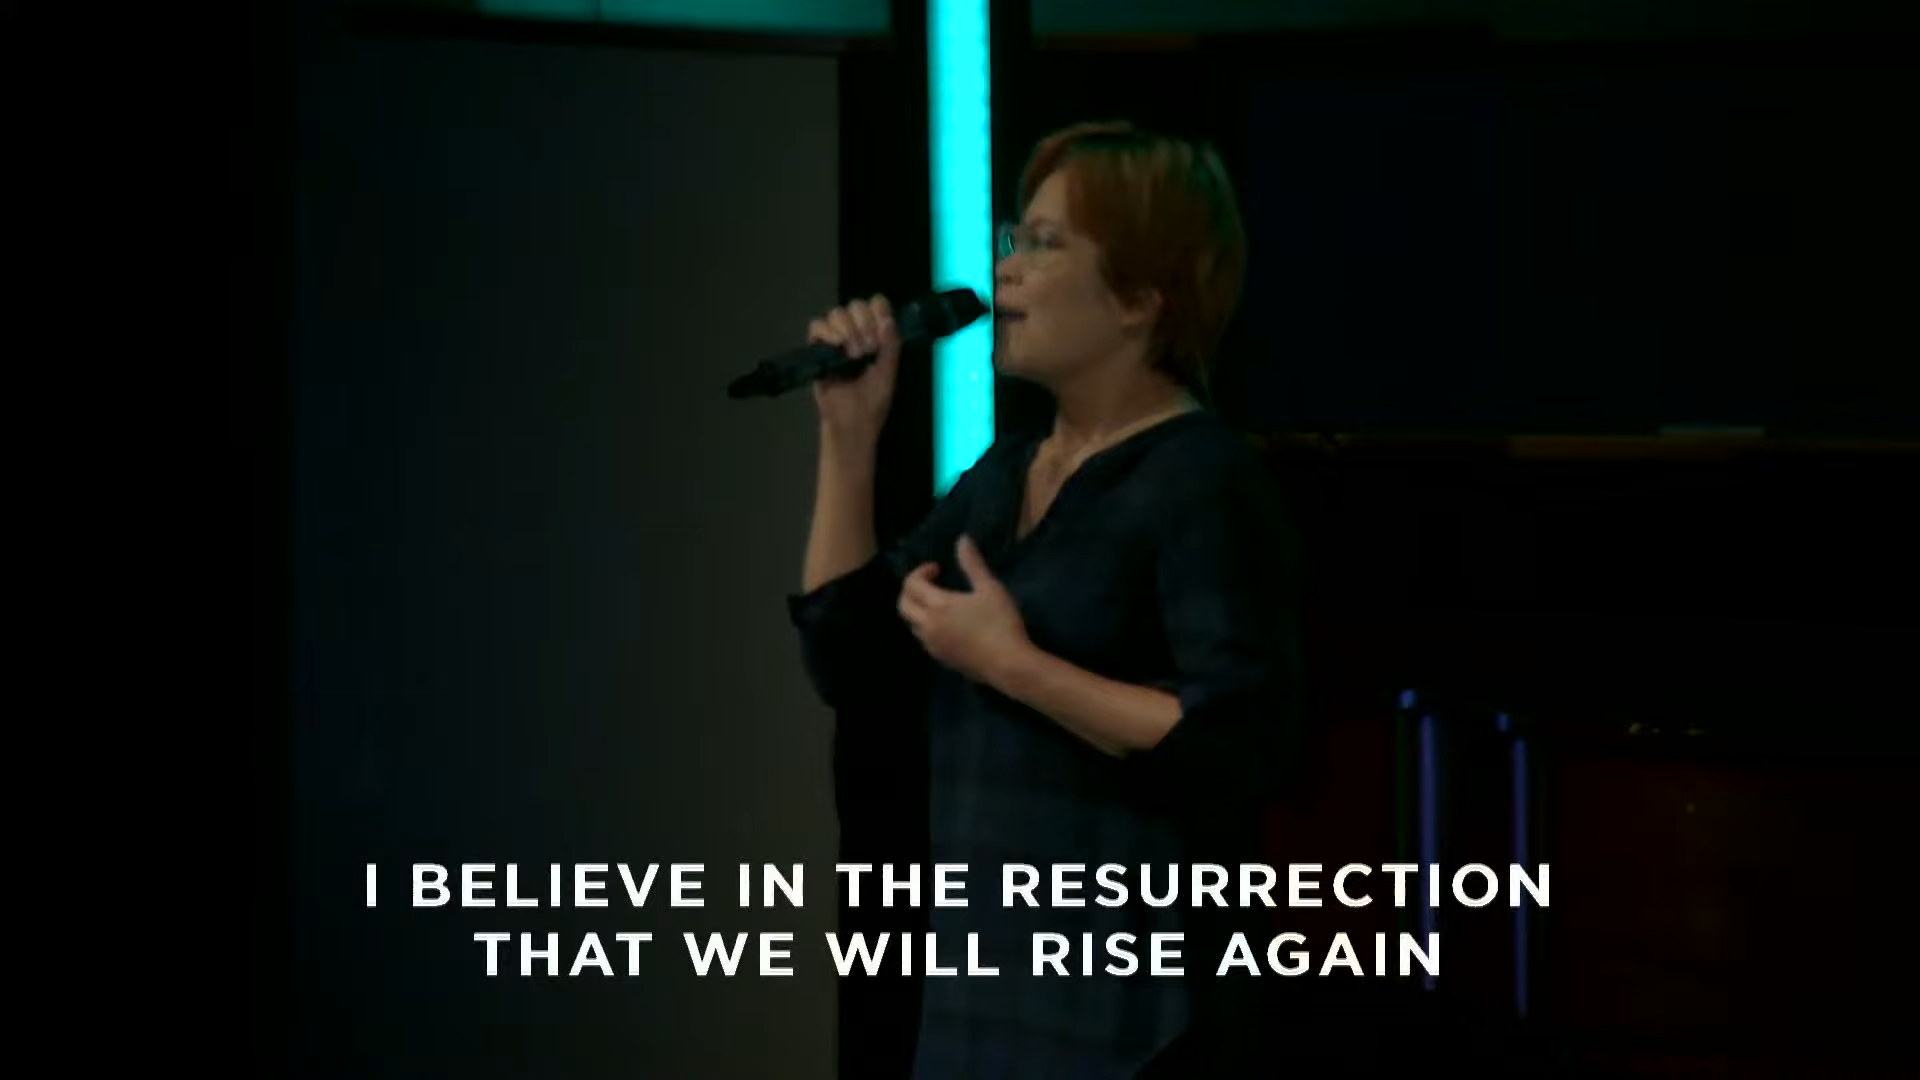 I BELIEVE IN THE RESURRECTION
THAT WE WILL RISE AGAIN